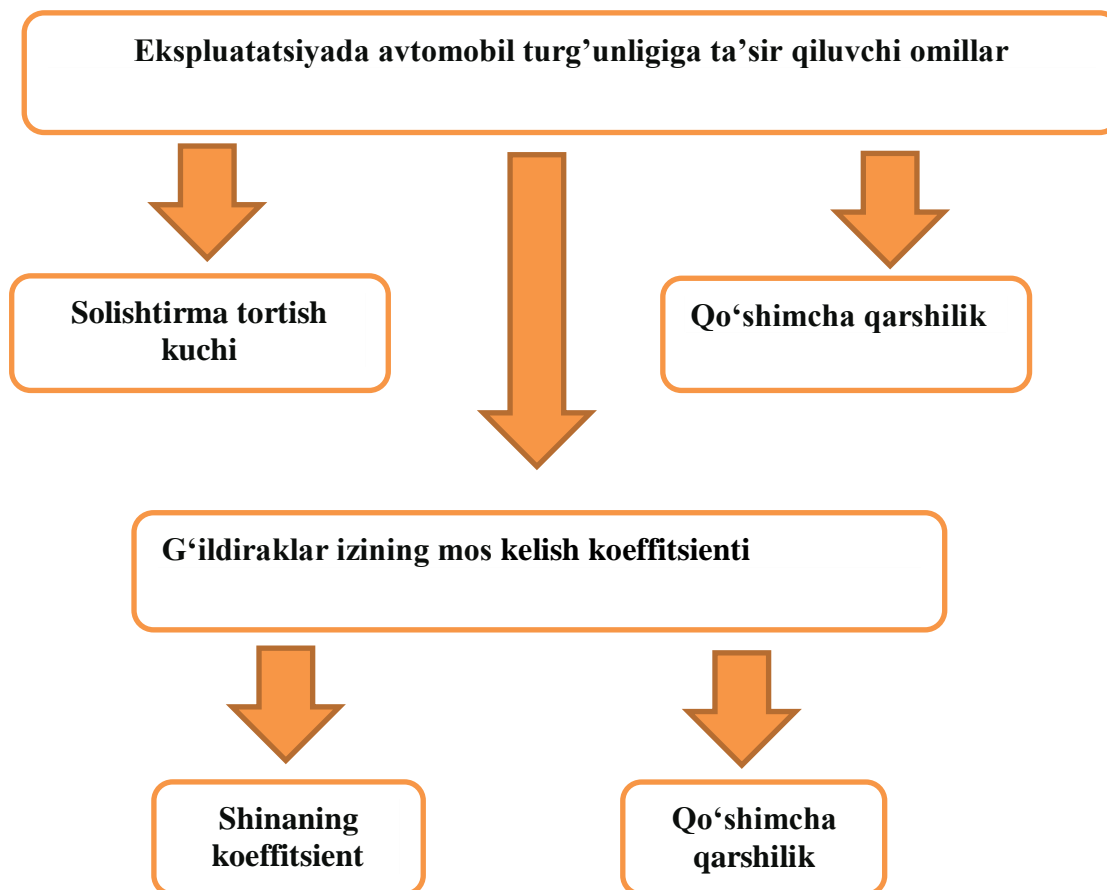 Ekspluatatsiyada avtomobil turg’unligiga ta’sir qiluvchi omillar
Solishtirma tortish
kuchi
Qo‘shimcha qarshilik
G‘ildiraklar izining mos kelish koeffitsienti
Shinaning
koeffitsient
Qo‘shimcha
qarshilik